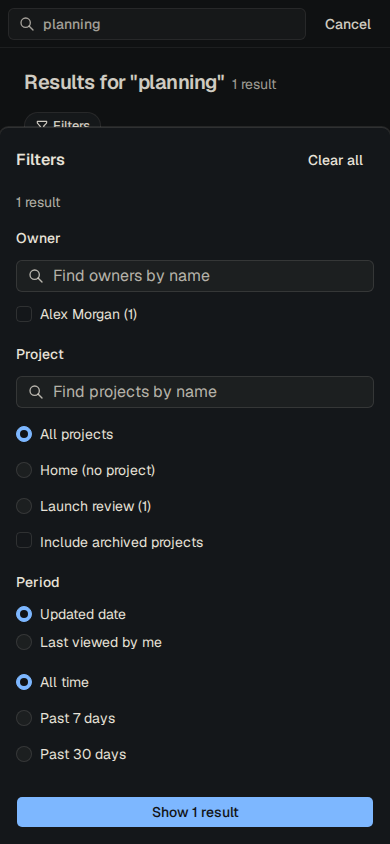 planning
Cancel
Results for "planning" 1 result
Filters
Filters
Clear all
1 result
Owner
Find owners by name
Alex Morgan (1)
Project
Find projects by name
All projects
Home (no project)
Launch review (1)
Include archived projects
Period
Updated date
Last viewed by me
All time
Past 7 days
Past 30 days
Show 1 result